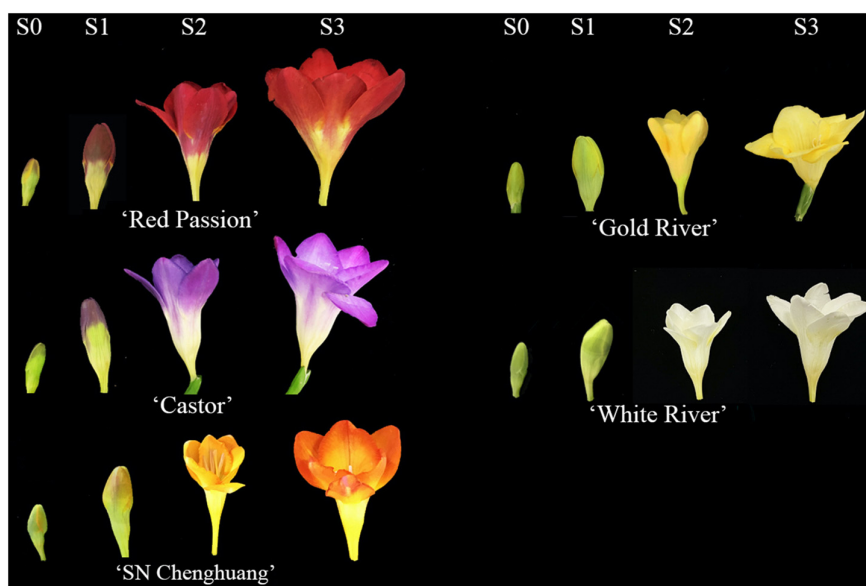 S0 S1 S2 S3
‘Red Passion’
‘Castor’
‘SN Chenghuang’
S0 S1 S2 S3
‘Gold River’
‘White River’